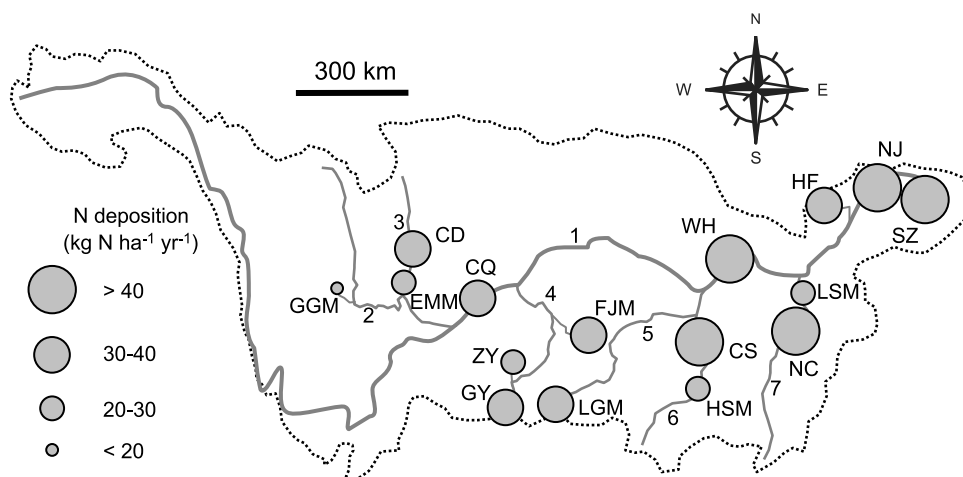 N
300 km
W
E
S
NJ
HF
N deposition
(kg N ha⁻¹ yr⁻¹)
3
CD
1
WH
SZ
> 40
CQ
GGM
EMM
2
4
FJM
5
LSM
30-40
ZY
CS
NC
GY
LGM
HSM
7
20-30
6
< 20